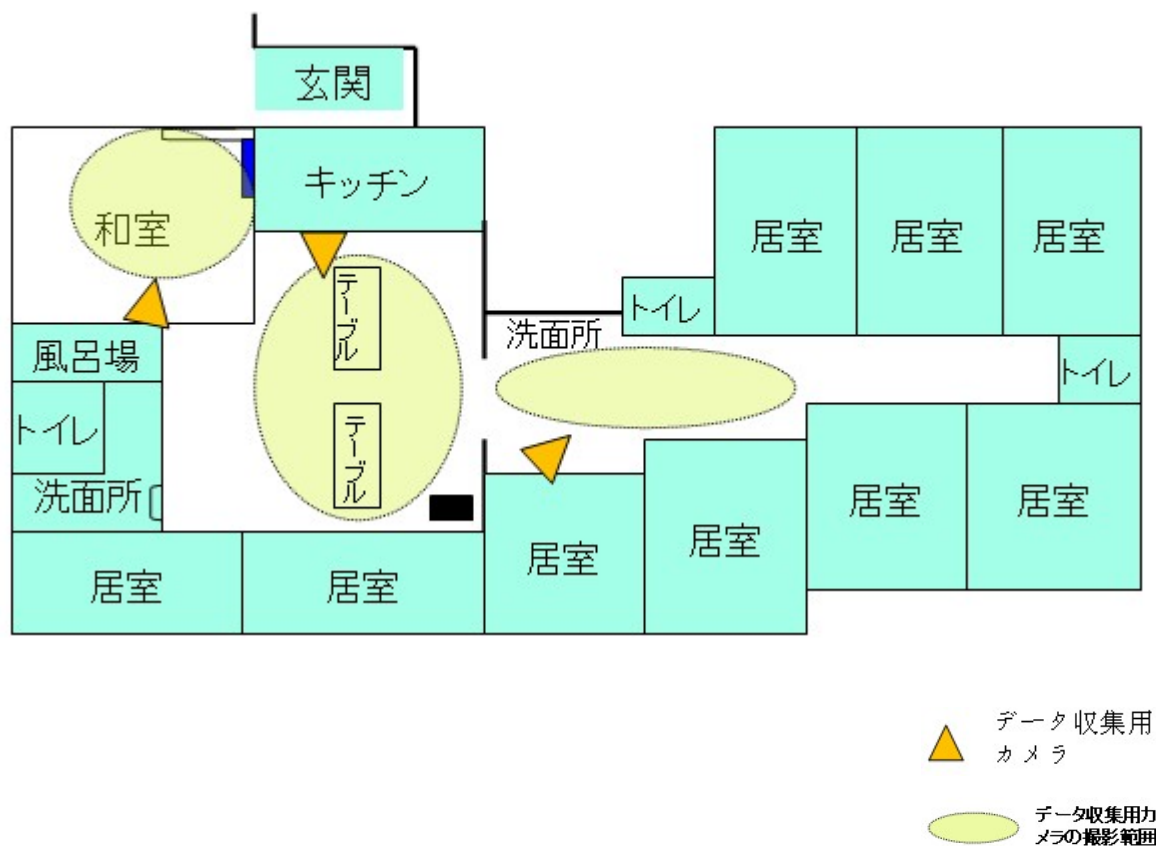 玄関
キッチン
和室
居室
居室
居室
テーブル
トイレ
洗面所
風呂場
トイレ
トイレ
テーブル
洗面所
居室
居室
居室
居室
居室
居室
データ収集用
カメラ
データ収集用カ
メラの撮影範囲